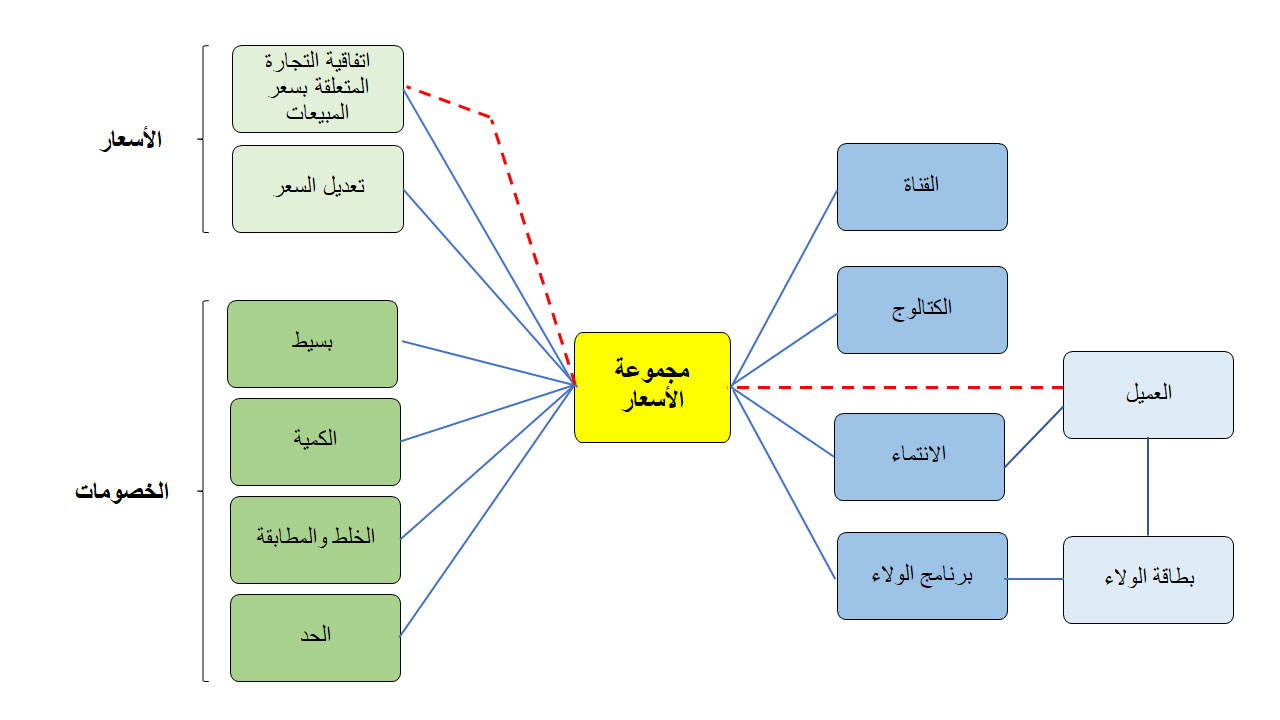 الأسعار
اتفاقية التجارة
المتعلقة بسعر
المبيعات
تعديل السعر
الخصومات
بسيط
الكمية
الخلط والمطابقة
الحد
مجموعة
الأسعار
القناة
الكتالوج
الانتماء
برنامج الولاء
العميل
بطاقة الولاء